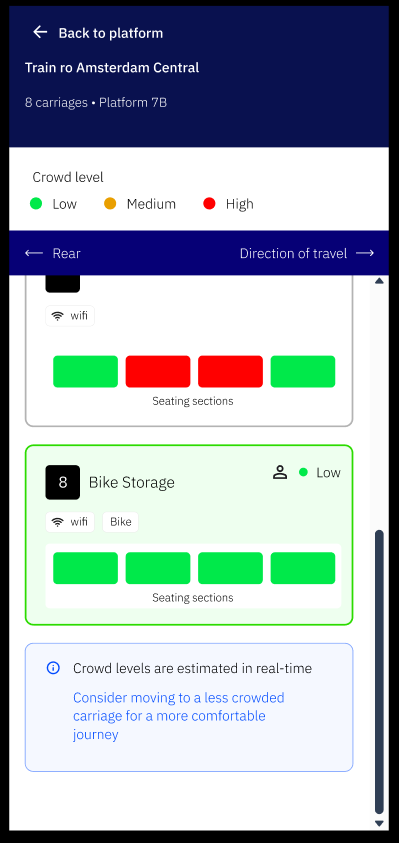 Back to platform
Train ro Amsterdam Central
8 carriages • Platform 7B
Crowd level
Low Medium High
Rear Direction of travel
wifi
Seating sections
8 Bike Storage Low
wifi Bike
Seating sections
Crowd levels are estimated in real-time
Consider moving to a less crowded
carriage for a more comfortable
journey